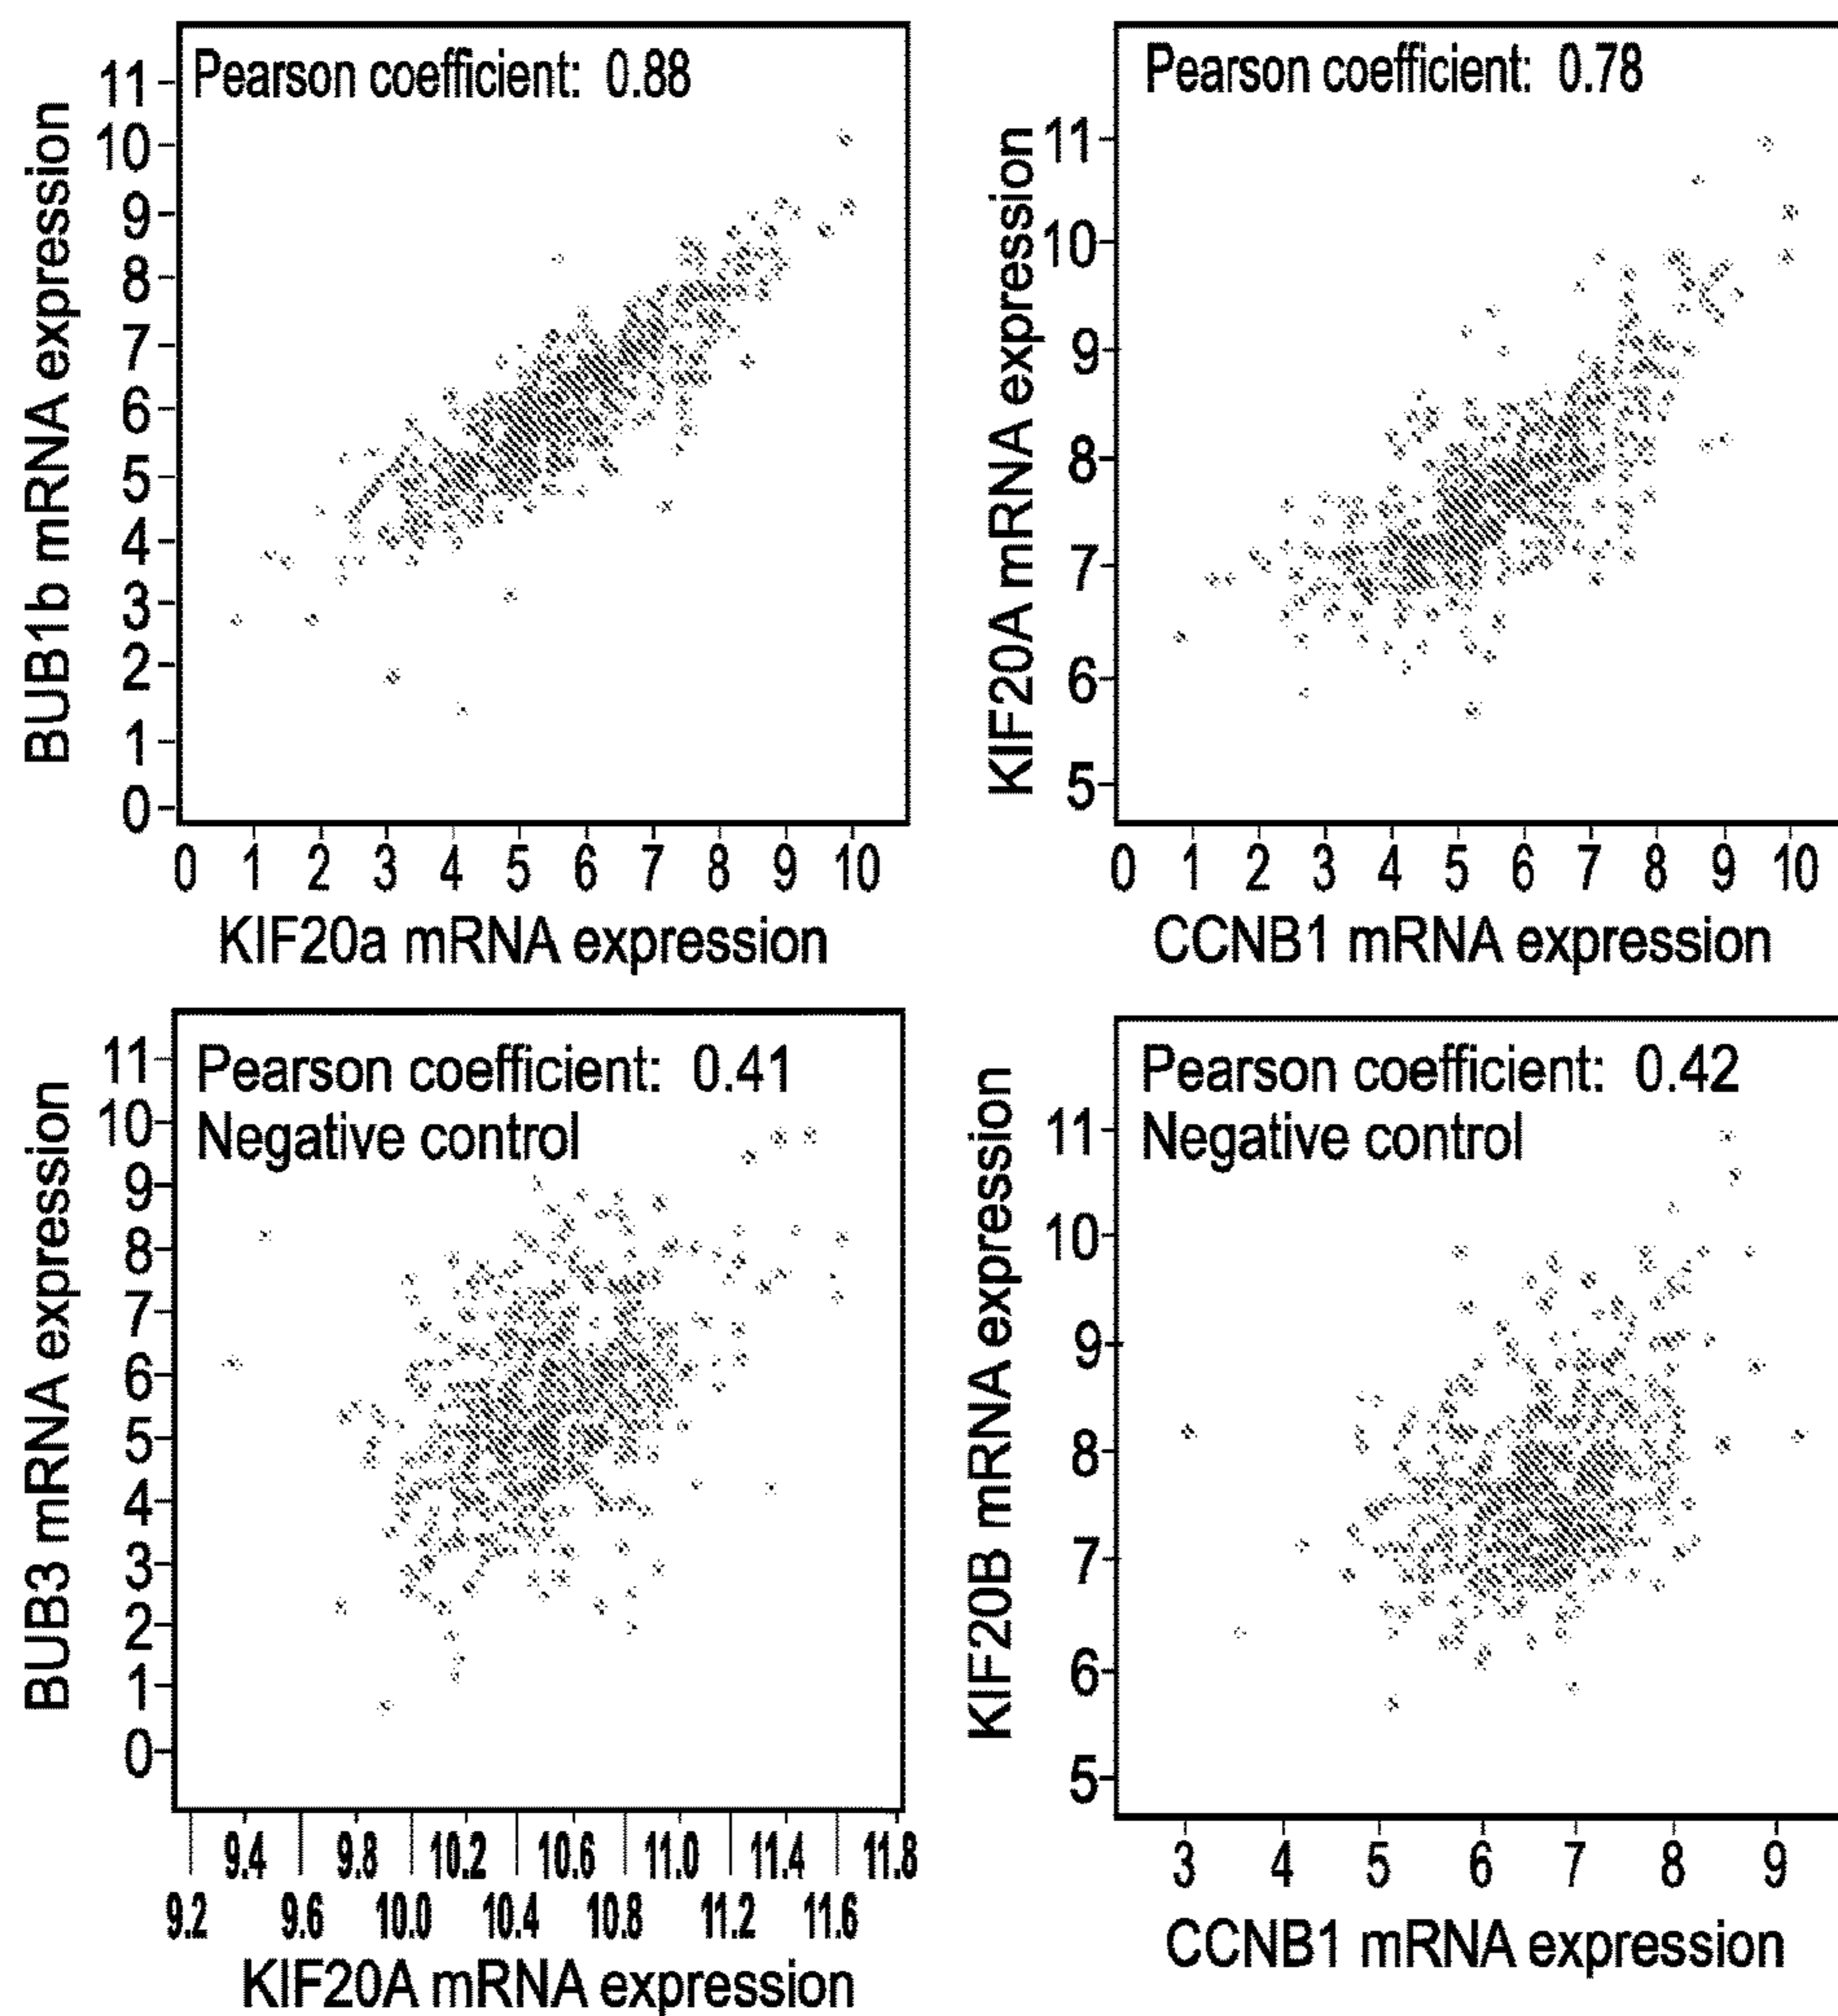 Pearson coefficient: 0.88
BUB1b mRNA expression
11
10
9
8
7
6
5
4
3
2
1
0
0 1 2 3 4 5 6 7 8 9 10
KIF20a mRNA expression
Pearson coefficient: 0.78
KIF20A mRNA expression
11
10
9
8
7
6
5
0 1 2 3 4 5 6 7 8 9 10
CCNB1 mRNA expression
Pearson coefficient: 0.41
Negative control
BUB3 mRNA expression
11
10
9
8
7
6
5
4
3
2
1
0
9.4 9.8 10.2 10.6 11.0 11.4 11.8
9.2 9.6 10.0 10.4 10.8 11.2 11.6
KIF20A mRNA expression
Pearson coefficient: 0.42
Negative control
KIF20B mRNA expression
11
10
9
8
7
6
5
3 4 5 6 7 8 9
CCNB1 mRNA expression